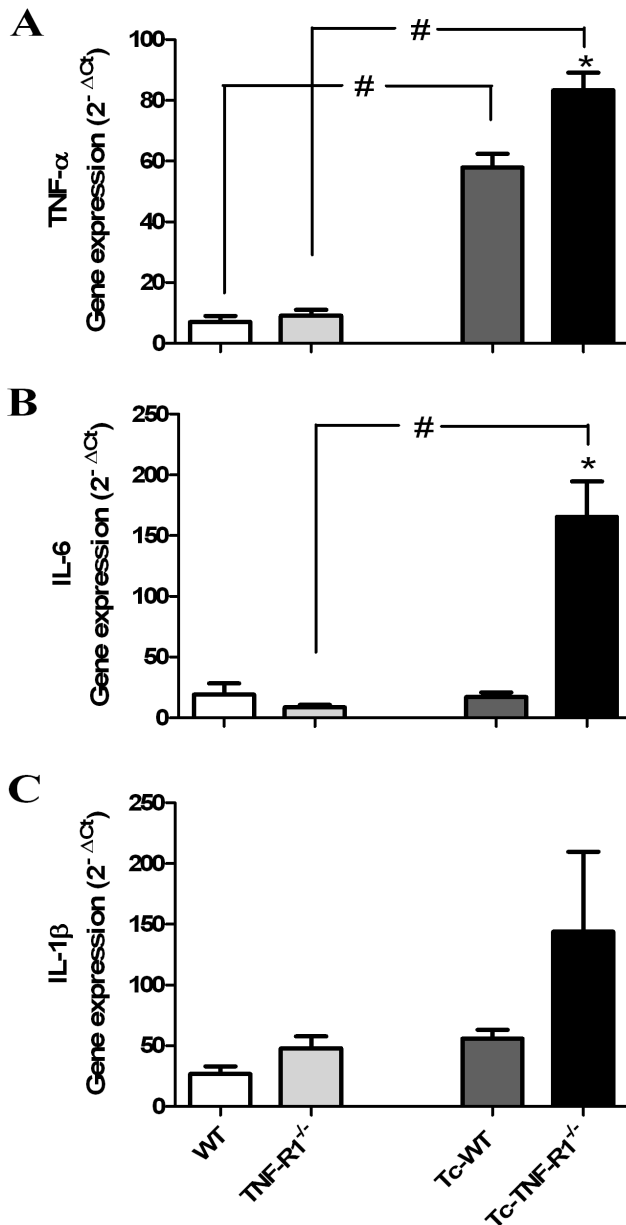 A
TNF-α
Gene expression (2^- ΔCt)
100
80
60
40
20
0
#
#
*
B
IL-6
Gene expression (2^- ΔCt)
250
200
150
100
50
0
#
*
C
IL-1β
Gene expression (2^- ΔCt)
250
200
150
100
50
0
WT
TNF-R1^-/-
Tc-WT
Tc-TNF-R1^-/-